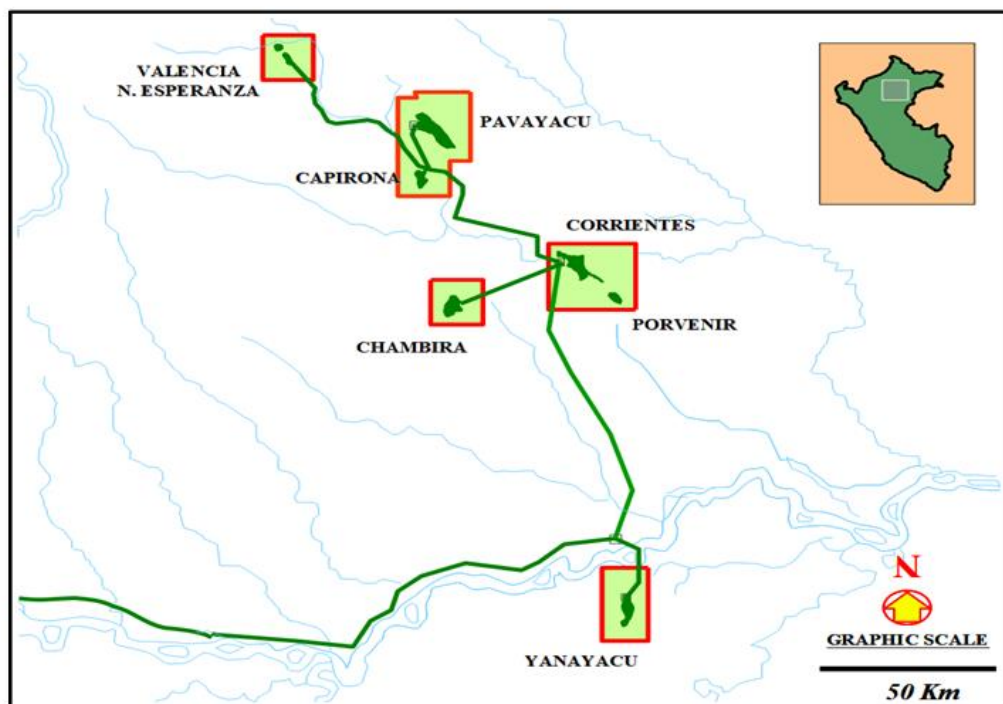 VALENCIA
N. ESPERANZA
PAVAYACU
CAPIRONA
CORRIENTES
PORVENIR
CHAMBIRA
YANAYACU
N
GRAPHIC SCALE
50 Km